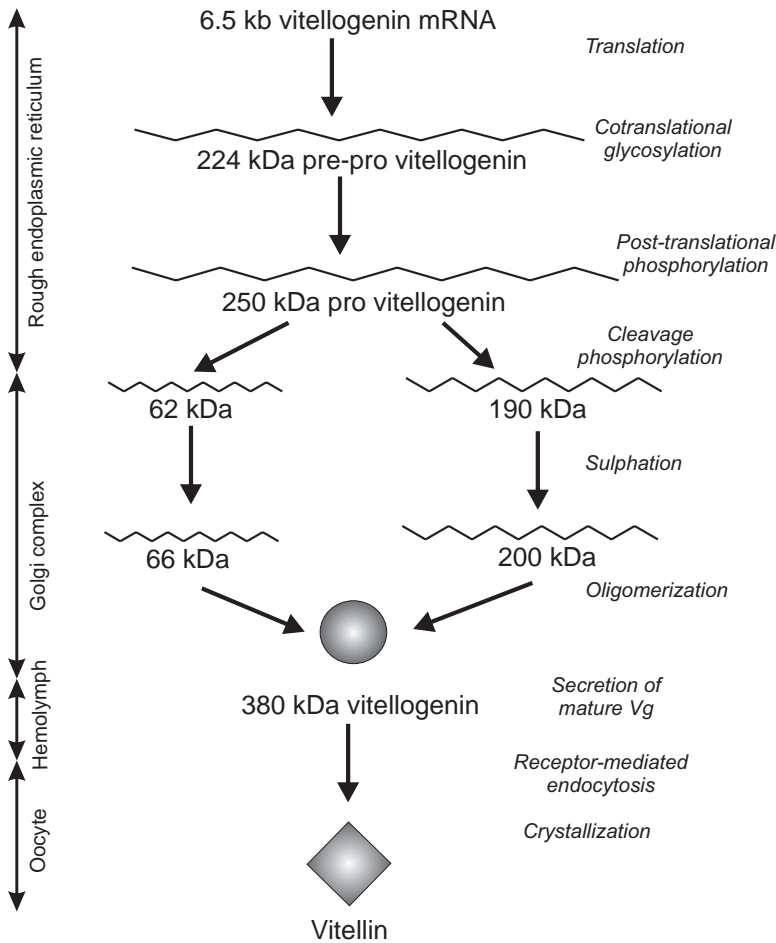 6.5 kb vitellogenin mRNA
Translation
Cotranslational
glycosylation
224 kDa pre-pro vitellogenin
Post-translational
phosphorylation
250 kDa pro vitellogenin
Rough endoplasmic reticulum
Cleavage
phosphorylation
62 kDa
190 kDa
Sulphation
Golgi complex
66 kDa
200 kDa
Oligomerization
Hemolymph
380 kDa vitellogenin
Secretion of
mature Vg
Receptor-mediated
endocytosis
Oocyte
Crystallization
Vitellin